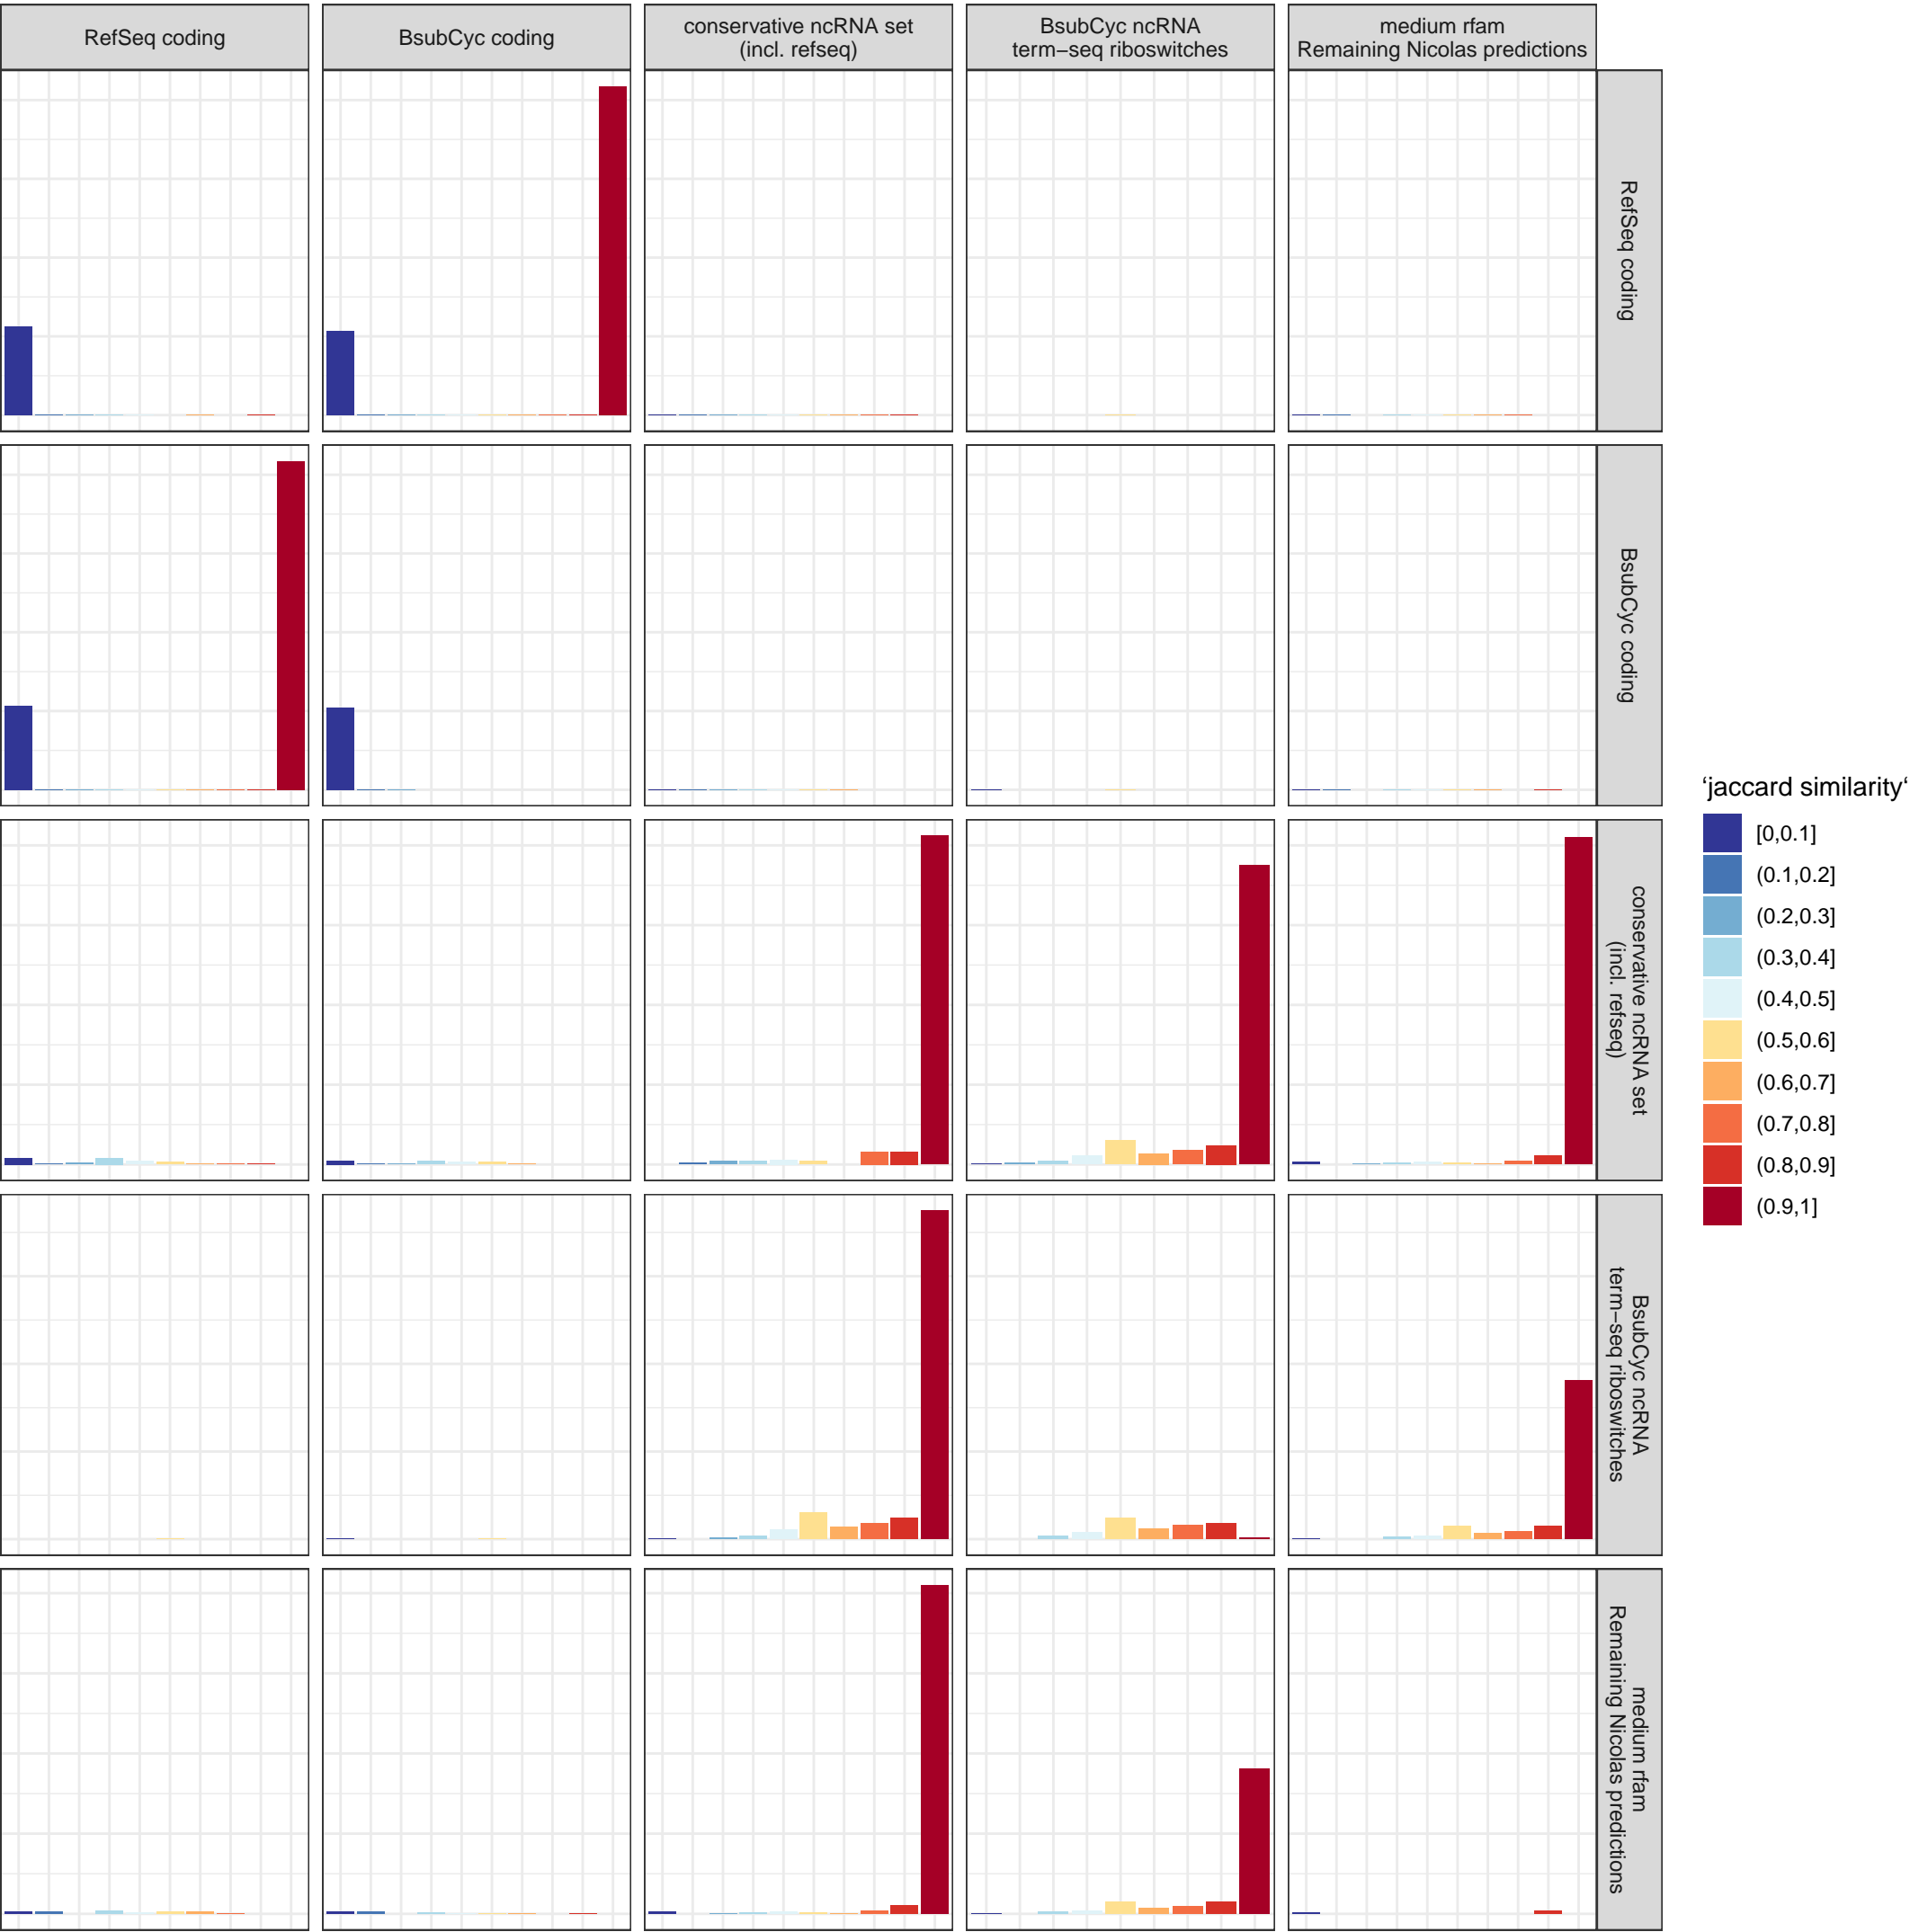 RefSeq coding
BsubCyc coding
conservative ncRNA set
(incl. refseq)
BsubCyc ncRNA
term−seq riboswitches
medium rfam
Remaining Nicolas predictions
RefSeq coding
BsubCyc coding
conservative ncRNA set
(incl. refseq)
BsubCyc ncRNA
term−seq riboswitches
medium rfam
Remaining Nicolas predictions
‘jaccard similarity‘
[0,0.1]
(0.1,0.2]
(0.2,0.3]
(0.3,0.4]
(0.4,0.5]
(0.5,0.6]
(0.6,0.7]
(0.7,0.8]
(0.8,0.9]
(0.9,1]